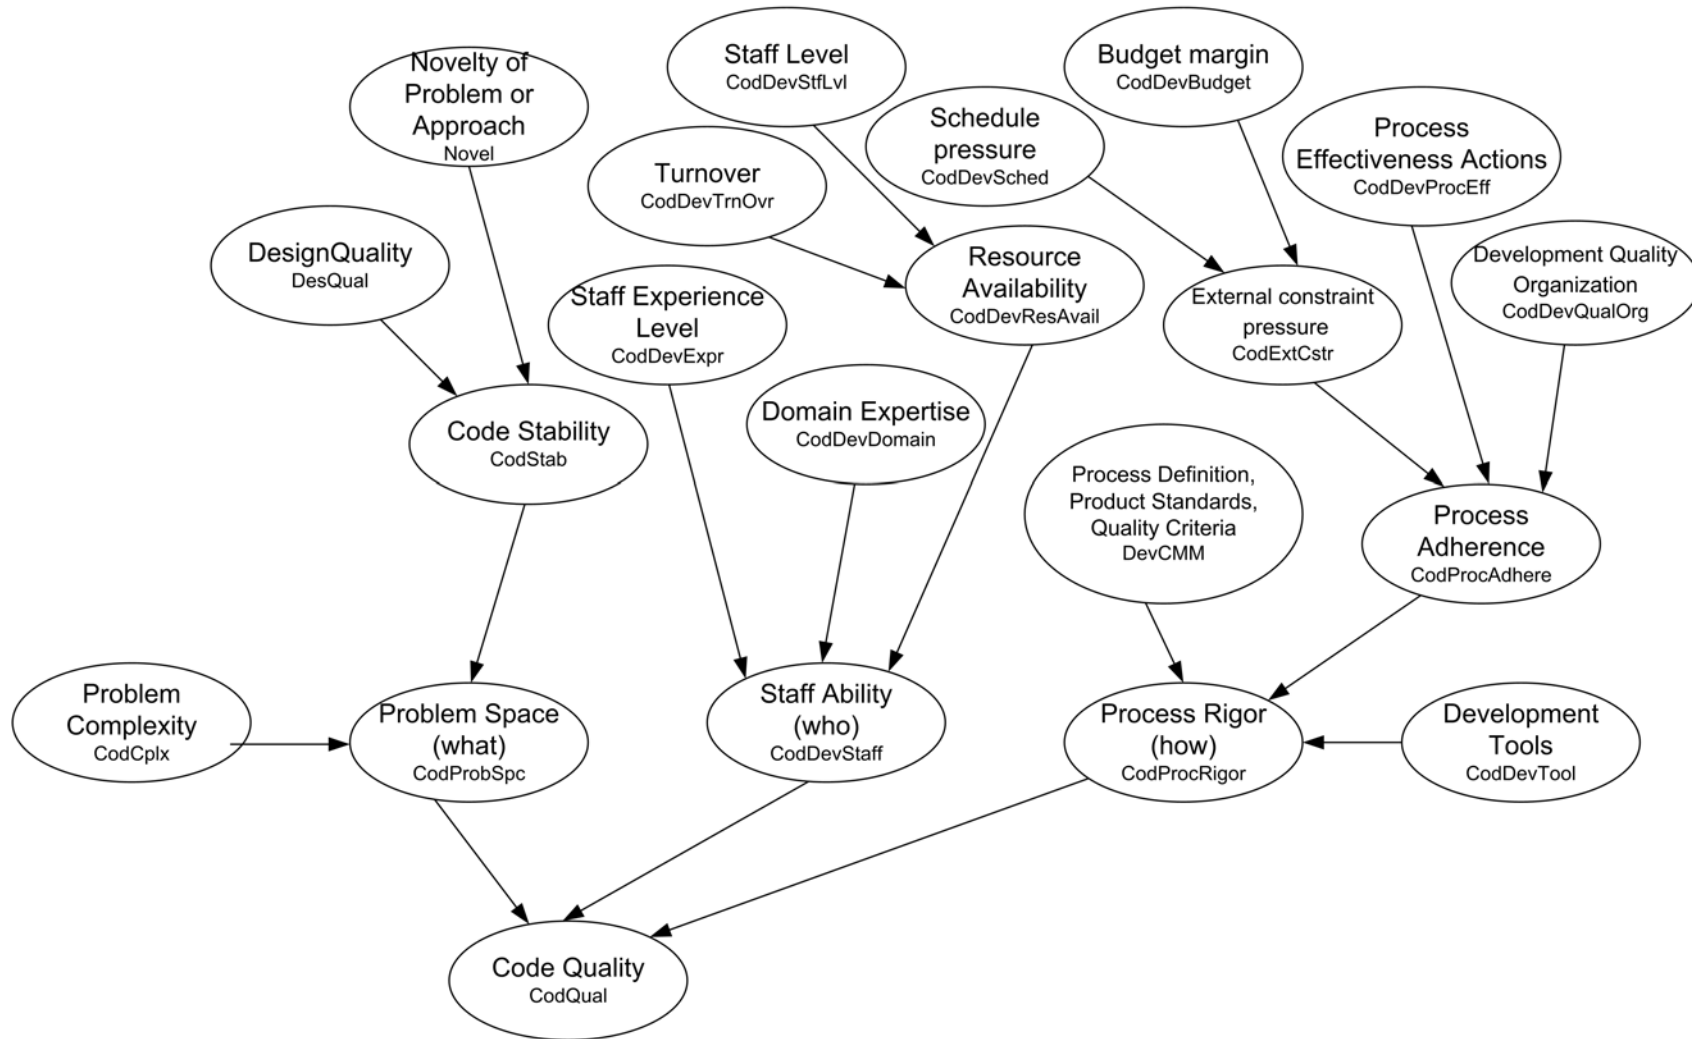 Novelty of
Problem or
Approach
Novel
Staff Level
CodDevStfLvl
Budget margin
CodDevBudget
Schedule
pressure
CodDevSched
Process
Effectiveness Actions
CodDevProcEff
Turnover
CodDevTrnOvr
DesignQuality
DesQual
Resource
Availability
CodDevResAvail
Development Quality
Organization
CodDevQualOrg
Staff Experience
Level
CodDevExpr
External constraint
pressure
CodExtCstr
Domain Expertise
CodDevDomain
Code Stability
CodStab
Process Definition,
Product Standards,
Quality Criteria
DevCMM
Process
Adherence
CodProcAdhere
Problem
Complexity
CodCplx
Problem Space
(what)
CodProbSpc
Staff Ability
(who)
CodDevStaff
Process Rigor
(how)
CodProcRigor
Development
Tools
CodDevTool
Code Quality
CodQual